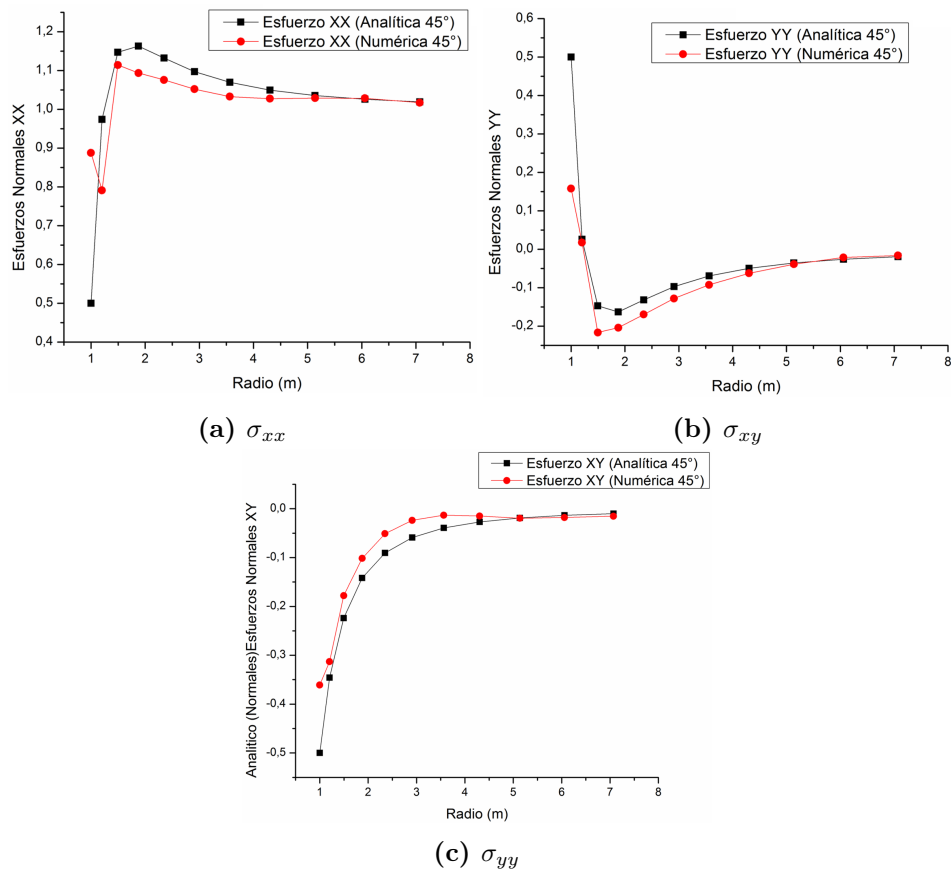 Esfuerzo XX (Analítica 45°)
Esfuerzo XX (Numérica 45°)
1,2
1,1
1,0
0,9
0,8
0,7
0,6
0,5
0,4
Esfuerzos Normales XX
1 2 3 4 5 6 7 8
Radio (m)
(a) σxx
Esfuerzo YY (Analítica 45°)
Esfuerzo YY (Numérica 45°)
0,6
0,5
0,4
0,3
0,2
0,1
0,0
-0,1
-0,2
Esfuerzos Normales YY
1 2 3 4 5 6 7 8
Radio (m)
(b) σxy
Esfuerzo XY (Analítica 45°)
Esfuerzo XY (Numérica 45°)
0,0
-0,1
-0,2
-0,3
-0,4
-0,5
Analitico (Normales)Esfuerzos Normales XY
1 2 3 4 5 6 7 8
Radio (m)
(c) σyy